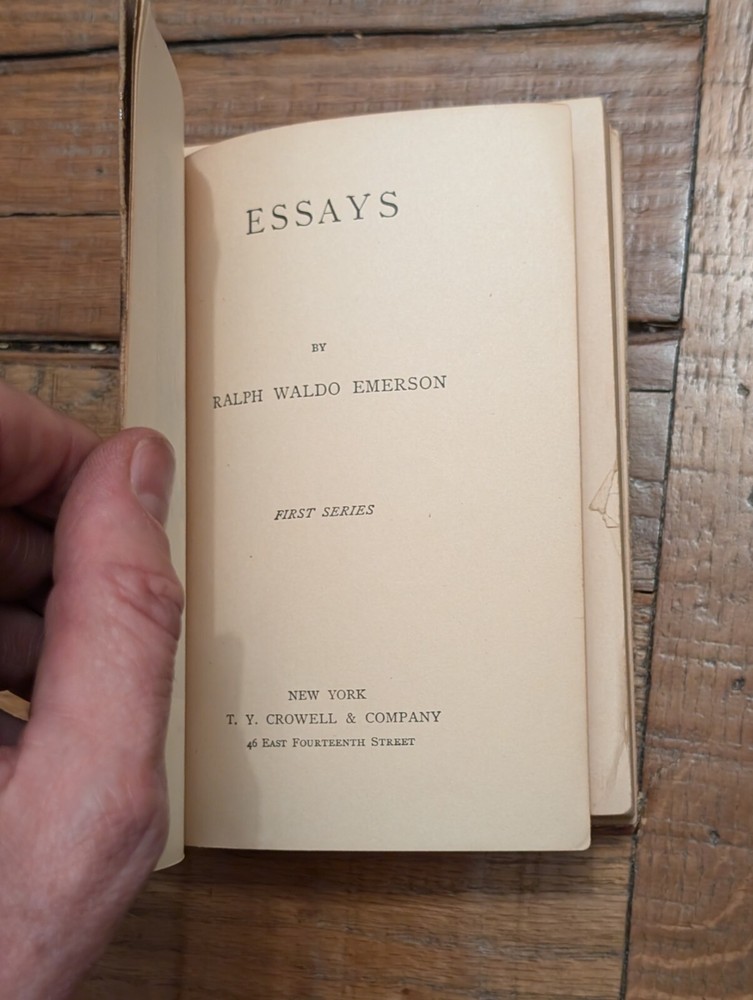 ESSAYS
BY
RALPH WALDO EMERSON
FIRST SERIES
NEW YORK
T. Y. CROWELL & COMPANY
46 EAST FOURTEENTH STREET